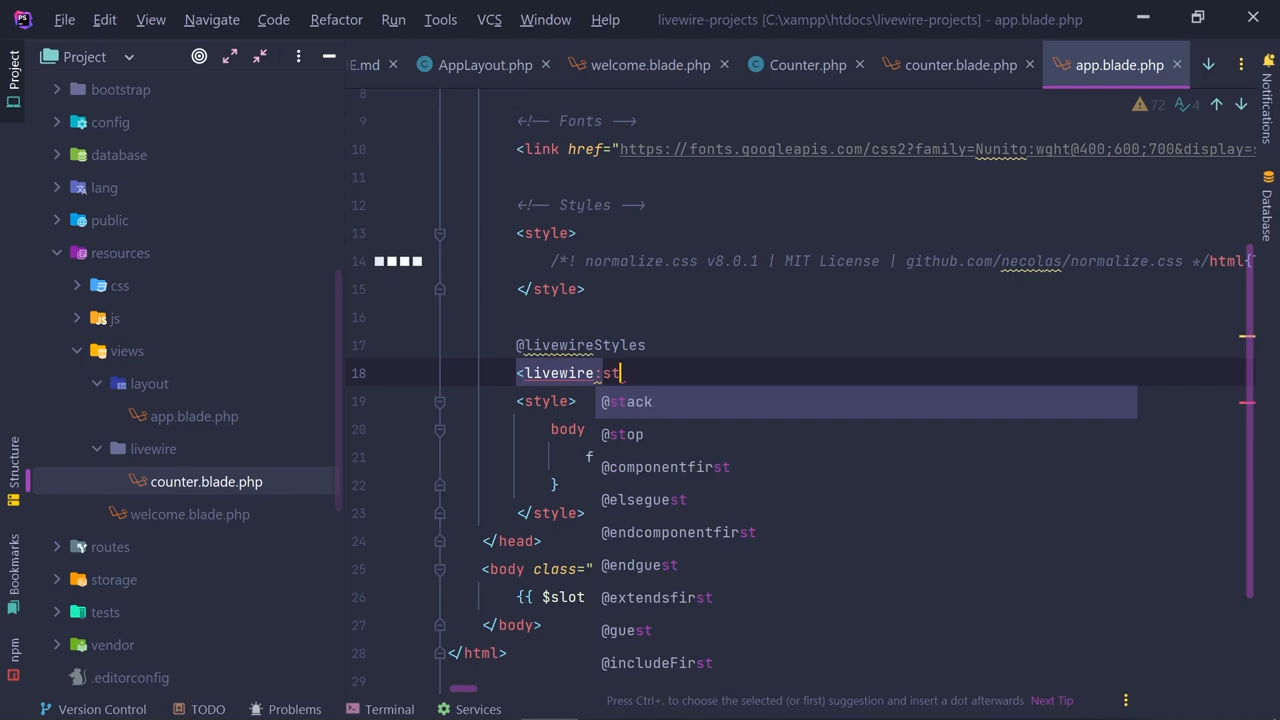 File Edit View Navigate Code Refactor Run Tools VCS Window Help livewire-projects [C:\xampp\htdocs\livewire-projects] - app.blade.php
Project
E.md AppLayout.php welcome.blade.php Counter.php counter.blade.php app.blade.php
72 4
Project
Structure
Bookmarks
npm
bootstrap
config
database
lang
public
resources
css
js
views
layout
app.blade.php
livewire
counter.blade.php
welcome.blade.php
routes
storage
tests
vendor
.editorconfig
8
9 <!-- Fonts -->
10 <link href="https://fonts.googleapis.com/css2?family=Nunito:wght@400;600;700&display=s
11
12 <!-- Styles -->
13 <style>
14 /*! normalize.css v8.0.1 | MIT License | github.com/necolas/normalize.css */html{
15 </style>
16
17 @livewireStyles
18 <livewire:st
19 <style>
20 body
21 f
22 }
23 </style>
24 </head>
25 <body class="
26 {{ $slot
27 </body>
28 </html>
29
@stack
@stop
@componentfirst
@elseguest
@endcomponentfirst
@endguest
@extendsfirst
@guest
@includeFirst
Press Ctrl+. to choose the selected (or first) suggestion and insert a dot afterwards Next Tip
Notifications
Database
Version Control TODO Problems Terminal Services